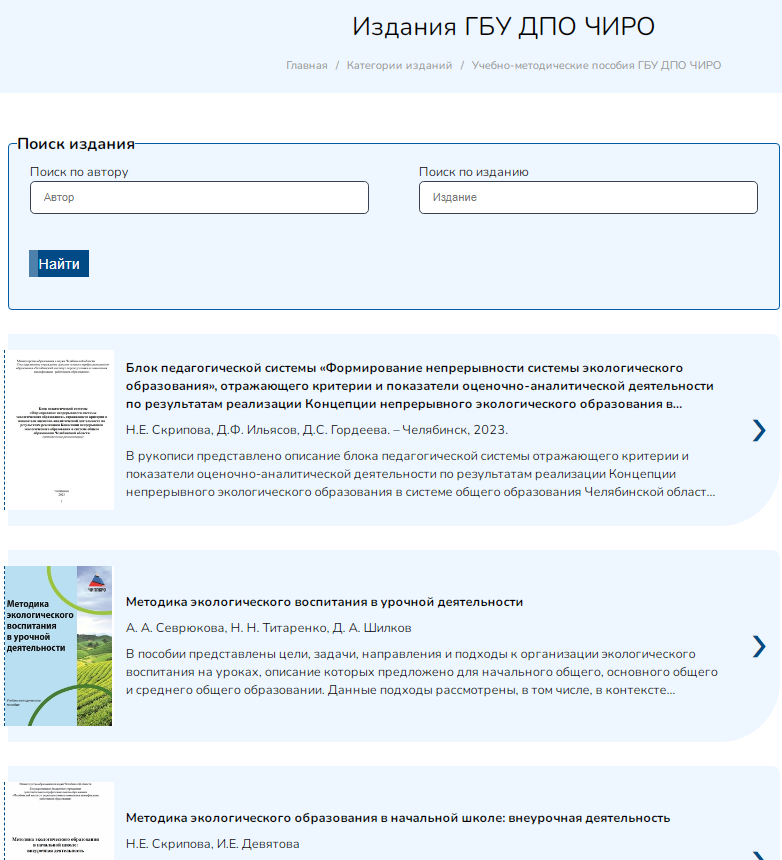 Издания ГБУ ДПО ЧИРО
Главная / Категории изданий / Учебно-методические пособия ГБУ ДПО ЧИРО
Поиск издания
Поиск по автору
Поиск по изданию
Автор
Издание
Найти
Блок педагогической системы «Формирование непрерывности системы экологического
образования», отражающего критерии и показатели оценочно-аналитической деятельности
по результатам реализации Концепции непрерывного экологического образования в...
Н.Е. Скрипова, Д.Ф. Ильясов, Д.С. Гордеева. – Челябинск, 2023.
В рукописи представлено описание блока педагогической системы отражающего критерии и
показатели оценочно-аналитической деятельности по результатам реализации Концепции
непрерывного экологического образования в системе общего образования Челябинской област...
Методика
экологического
воспитания
в урочной
деятельности
Методика экологического воспитания в урочной деятельности
А. А. Севрюкова, Н. Н. Титаренко, Д. А. Шилков
В пособии представлены цели, задачи, направления и подходы к организации экологического
воспитания на уроках, описание которых предложено для начального общего, основного общего
и среднего общего образования. Данные подходы рассмотрены, в том числе, в контексте...
Методика экологического образования
в начальной школе:
внеурочная деятельность
Методика экологического образования в начальной школе: внеурочная деятельность
Н.Е. Скрипова, И.Е. Девятова